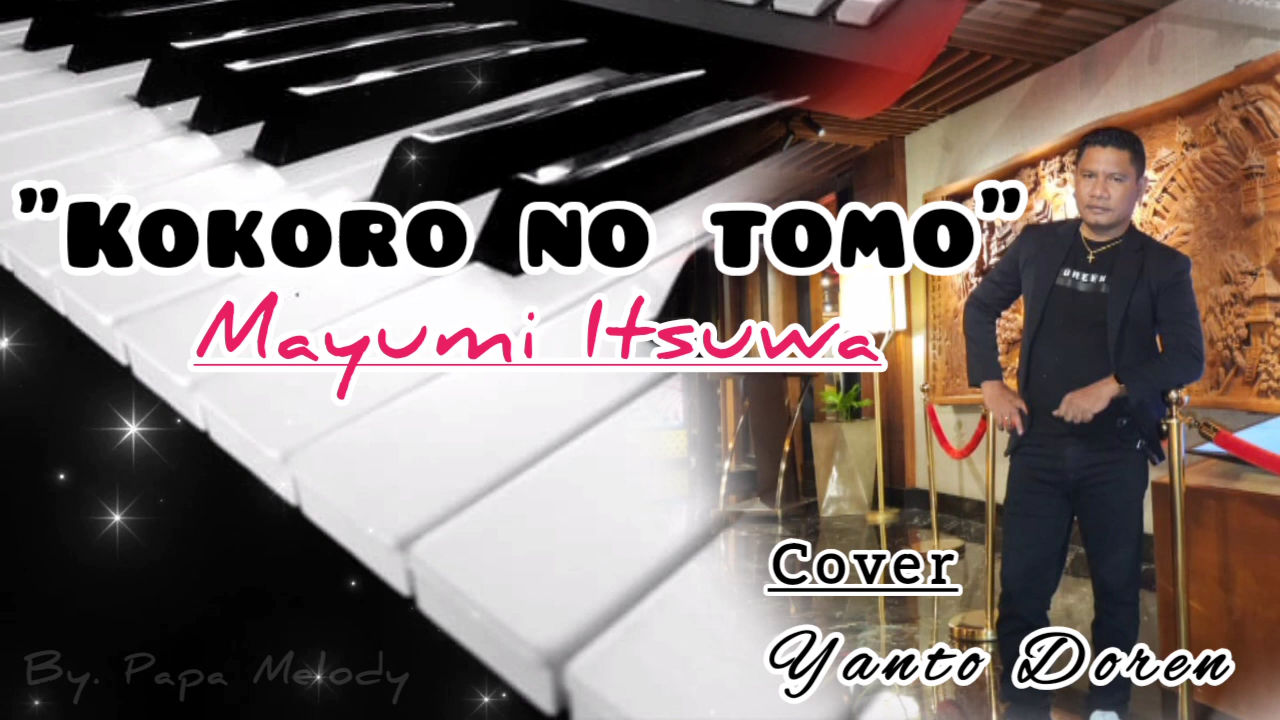 "Kokoro no tomo"
Mayumi Itsuwa
Cover
Yanto Doren
By. Papa Melody